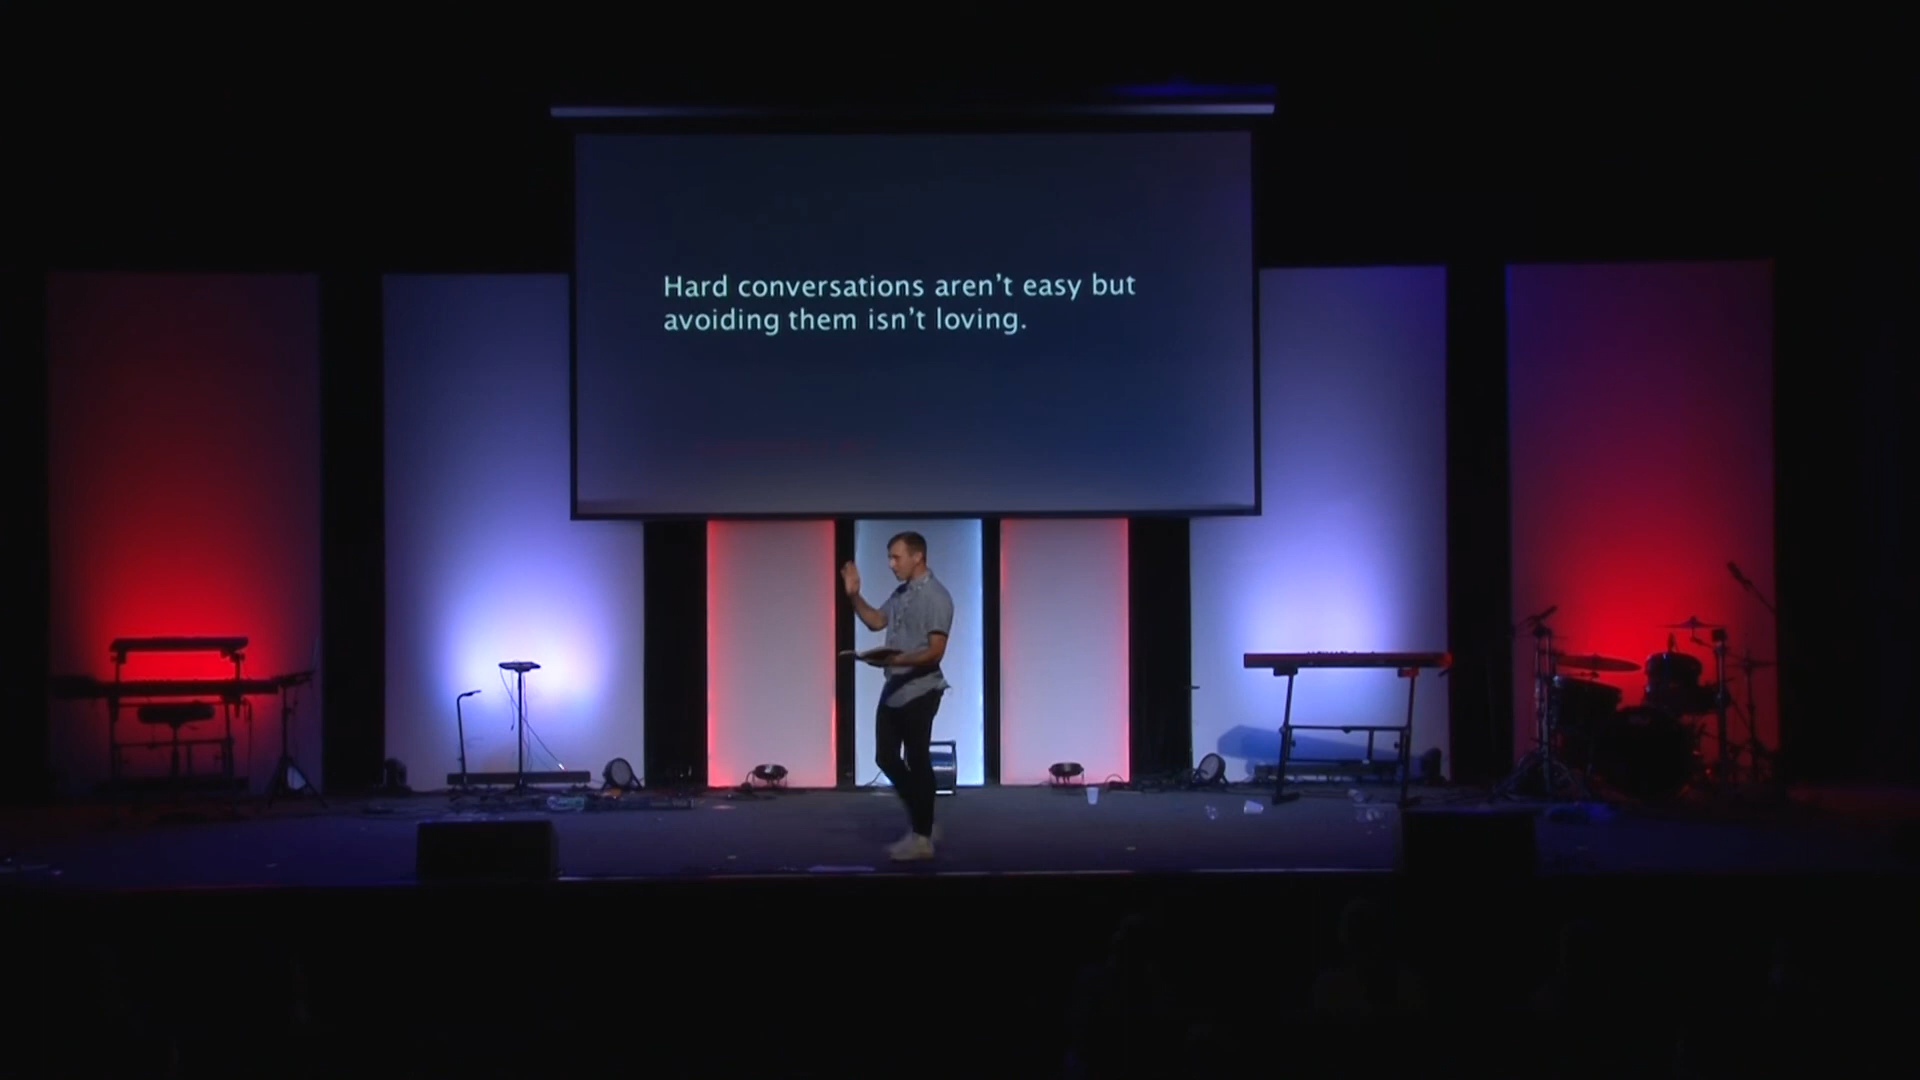 Hard conversations aren’t easy but
avoiding them isn’t loving.